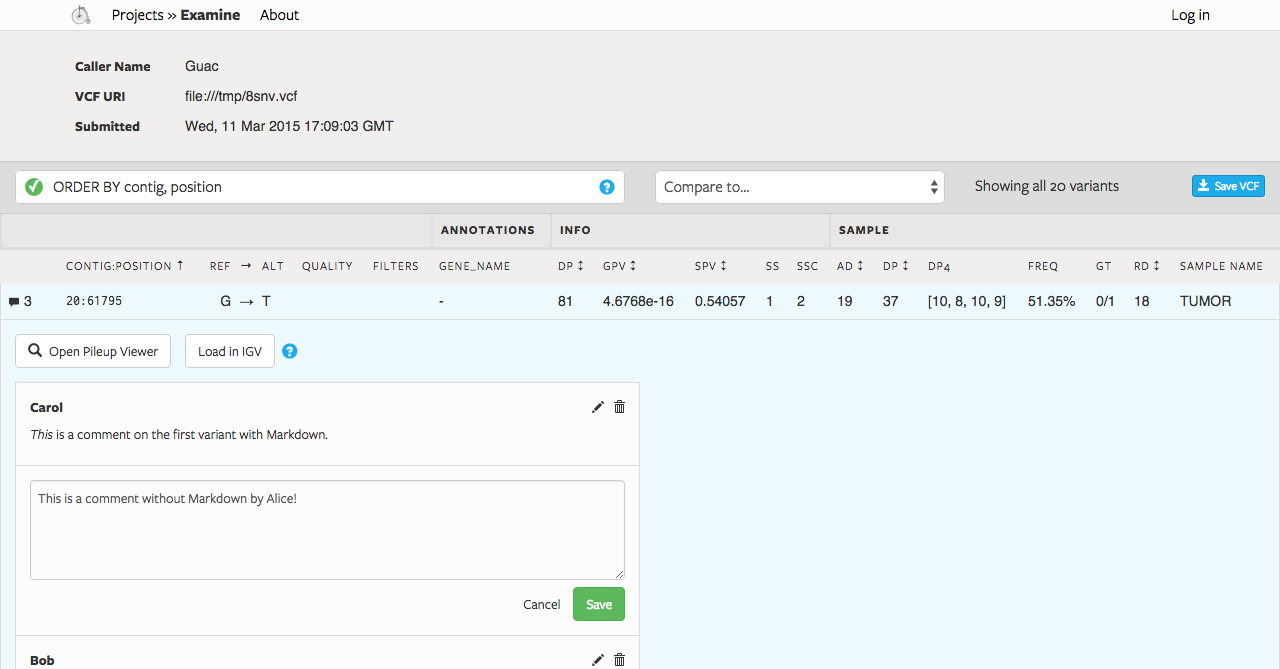 Projects » Examine About Log in
Caller Name Guac
VCF URI file:///tmp/8snv.vcf
Submitted Wed, 11 Mar 2015 17:09:03 GMT
ORDER BY contig, position ? Compare to... Showing all 20 variants Save VCF
ANNOTATIONS INFO SAMPLE
CONTIG:POSITION ↑ REF → ALT QUALITY FILTERS GENE_NAME DP ↕ GPV ↕ SPV ↕ SS SSC AD ↕ DP ↕ DP4 FREQ GT RD ↕ SAMPLE NAME
3 20:61795 G → T - 81 4.6768e-16 0.54057 1 2 19 37 [10, 8, 10, 9] 51.35% 0/1 18 TUMOR
Open Pileup Viewer Load in IGV ?
Carol
This is a comment on the first variant with Markdown.
This is a comment without Markdown by Alice!
Cancel Save
Bob